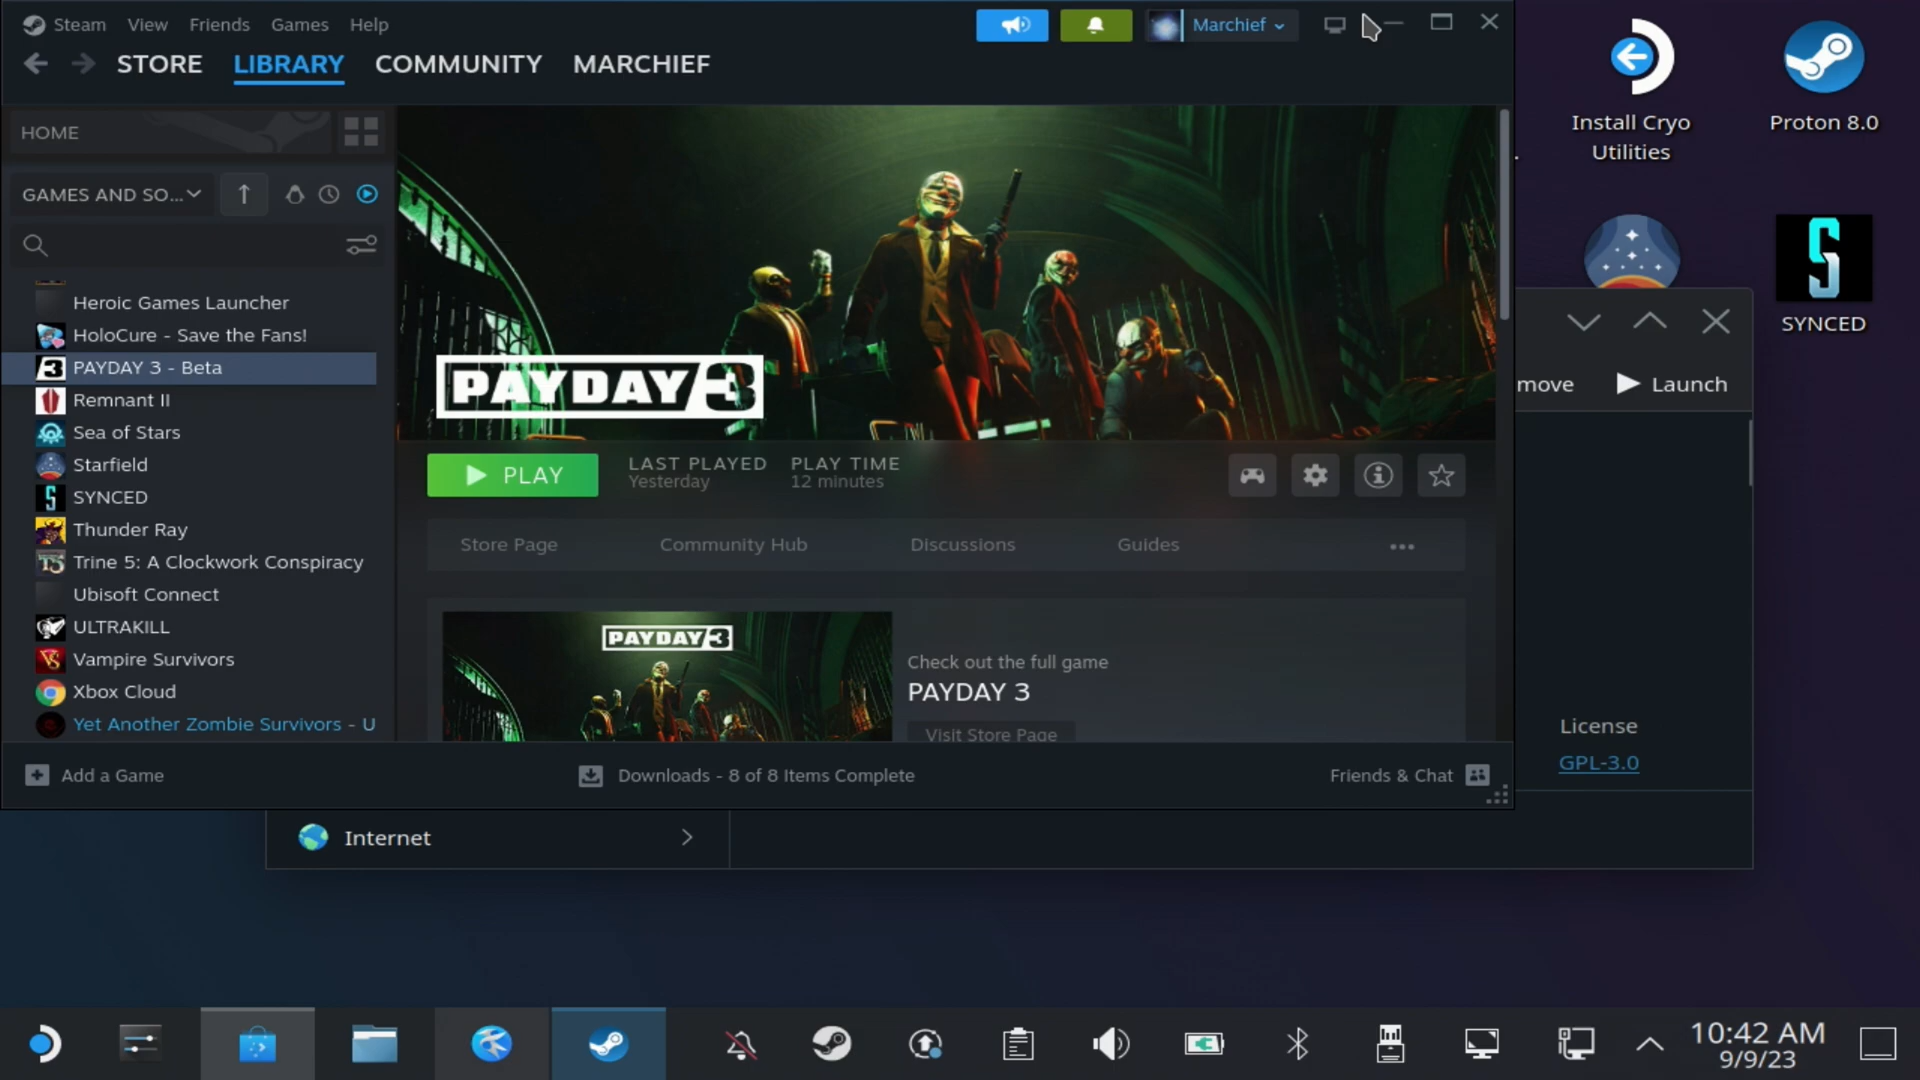 Steam View Friends Games Help
Marchief
STORE LIBRARY COMMUNITY MARCHIEF
HOME
GAMES AND SO...
Heroic Games Launcher
HoloCure - Save the Fans!
PAYDAY 3 - Beta
Remnant II
Sea of Stars
Starfield
SYNCED
Thunder Ray
Trine 5: A Clockwork Conspiracy
Ubisoft Connect
ULTRAKILL
Vampire Survivors
Xbox Cloud
Yet Another Zombie Survivors - U
PAYDAY 3
PLAY
LAST PLAYED
Yesterday
PLAY TIME
12 minutes
Store Page Community Hub Discussions Guides
PAYDAY 3
Check out the full game
PAYDAY 3
Visit Store Page
Add a Game
Downloads - 8 of 8 Items Complete
Friends & Chat
Install Cryo
Utilities
Proton 8.0
SYNCED
move Launch
License
GPL-3.0
Internet
10:42 AM
9/9/23